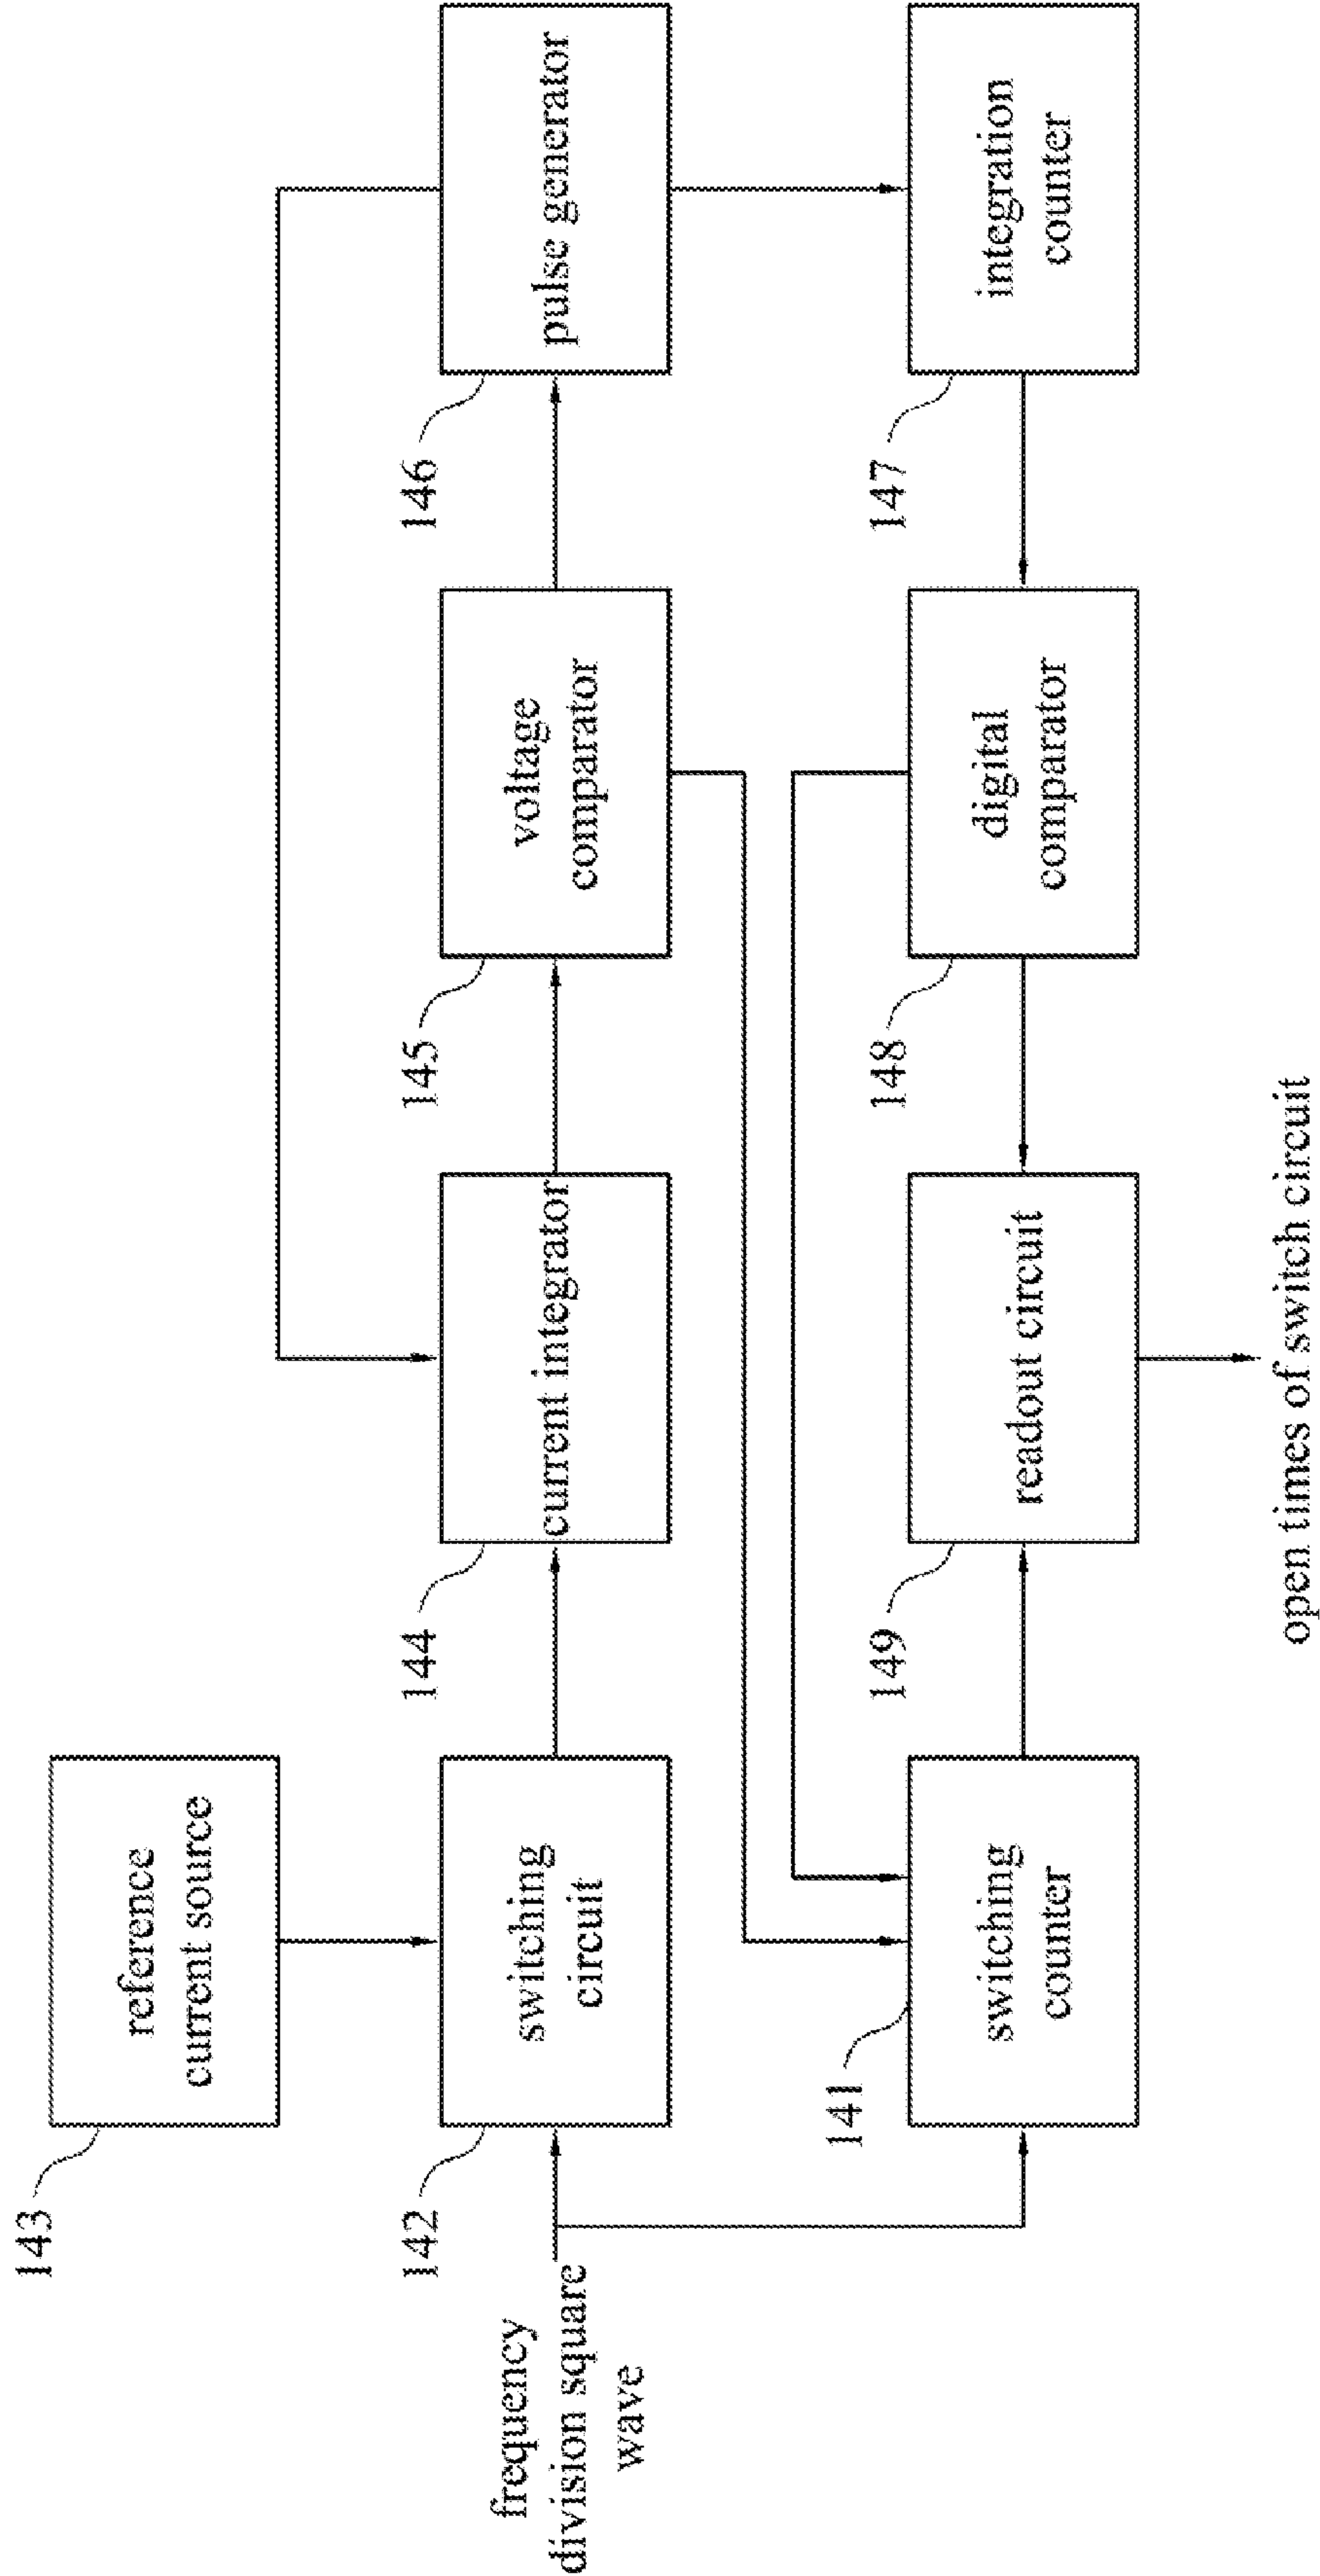 143
reference
current source
frequency
division square
wave
142
switching
circuit
144
current integrator
145
voltage
comparator
146
pulse generator
141
switching
counter
149
readout circuit
148
digital
comparator
147
integration
counter
open times of switch circuit